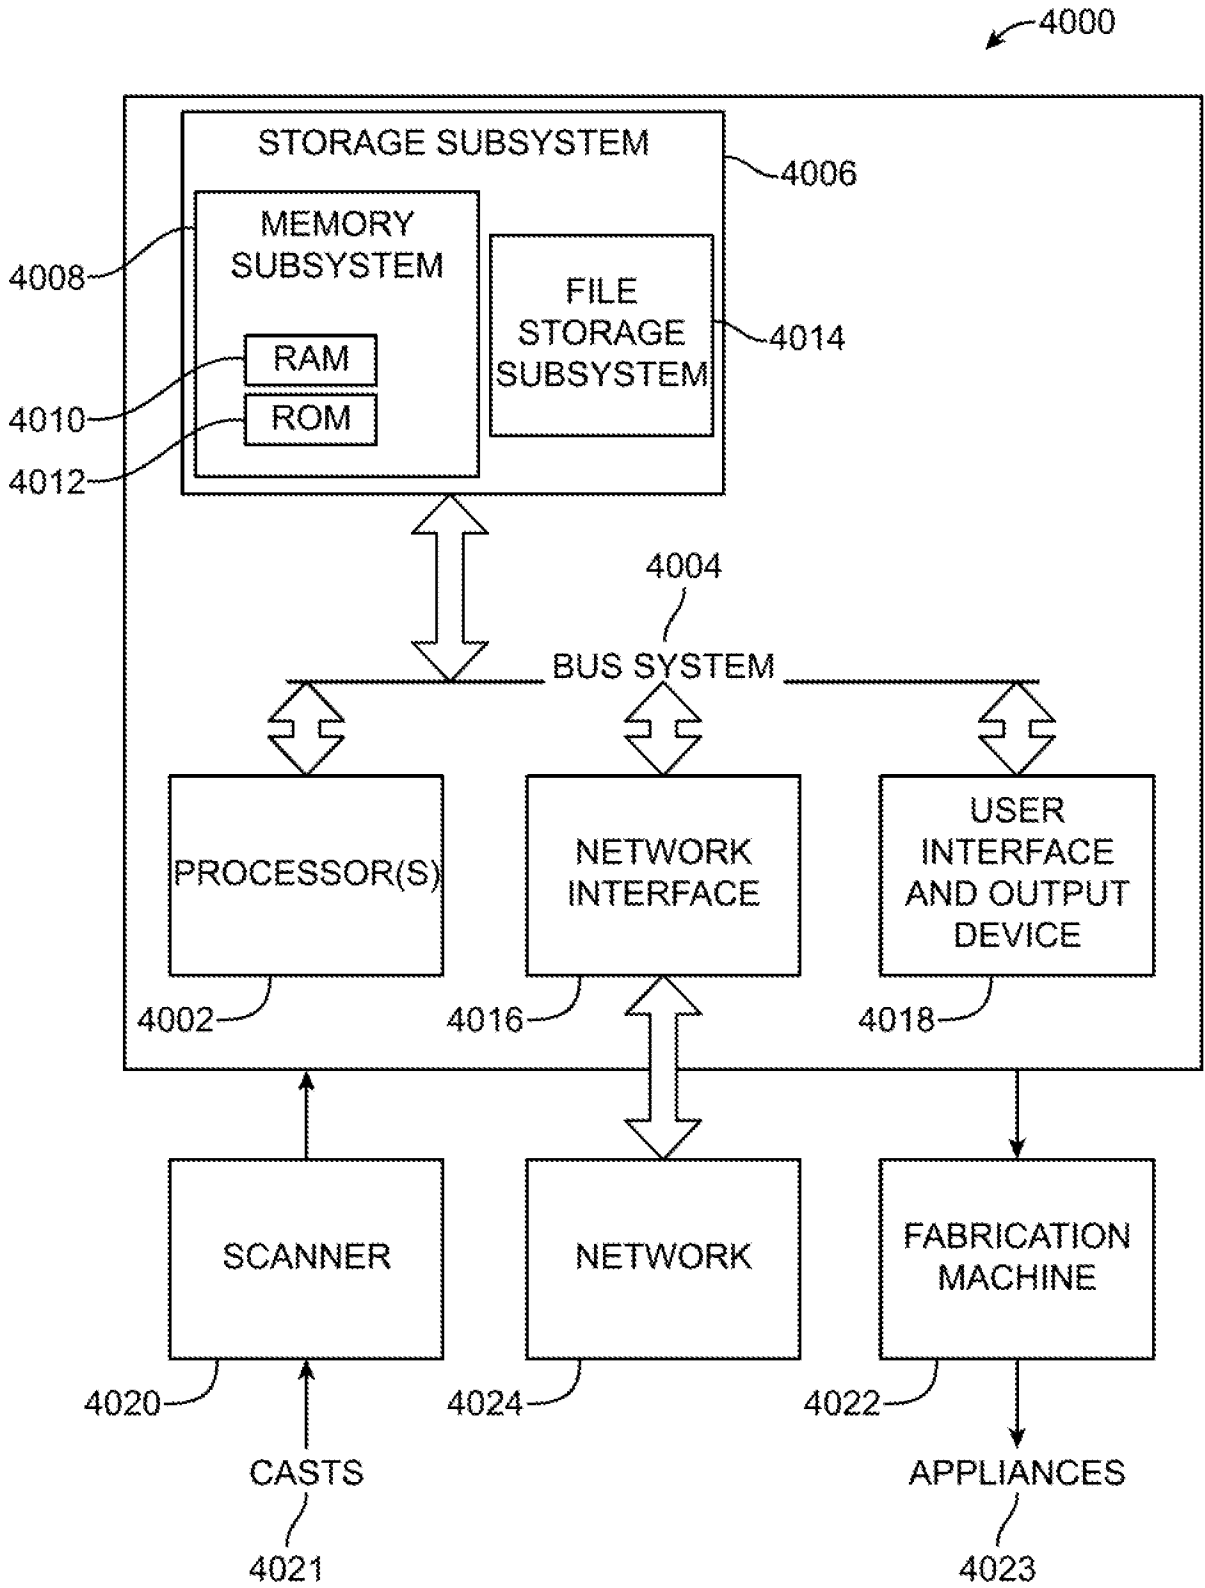 4000
STORAGE SUBSYSTEM
4006
MEMORY
SUBSYSTEM
4008
FILE
STORAGE
SUBSYSTEM
4014
RAM
4010
ROM
4012
4004
BUS SYSTEM
PROCESSOR(S)
4002
NETWORK
INTERFACE
4016
USER
INTERFACE
AND OUTPUT
DEVICE
4018
SCANNER
4020
NETWORK
4024
FABRICATION
MACHINE
4022
CASTS
4021
APPLIANCES
4023